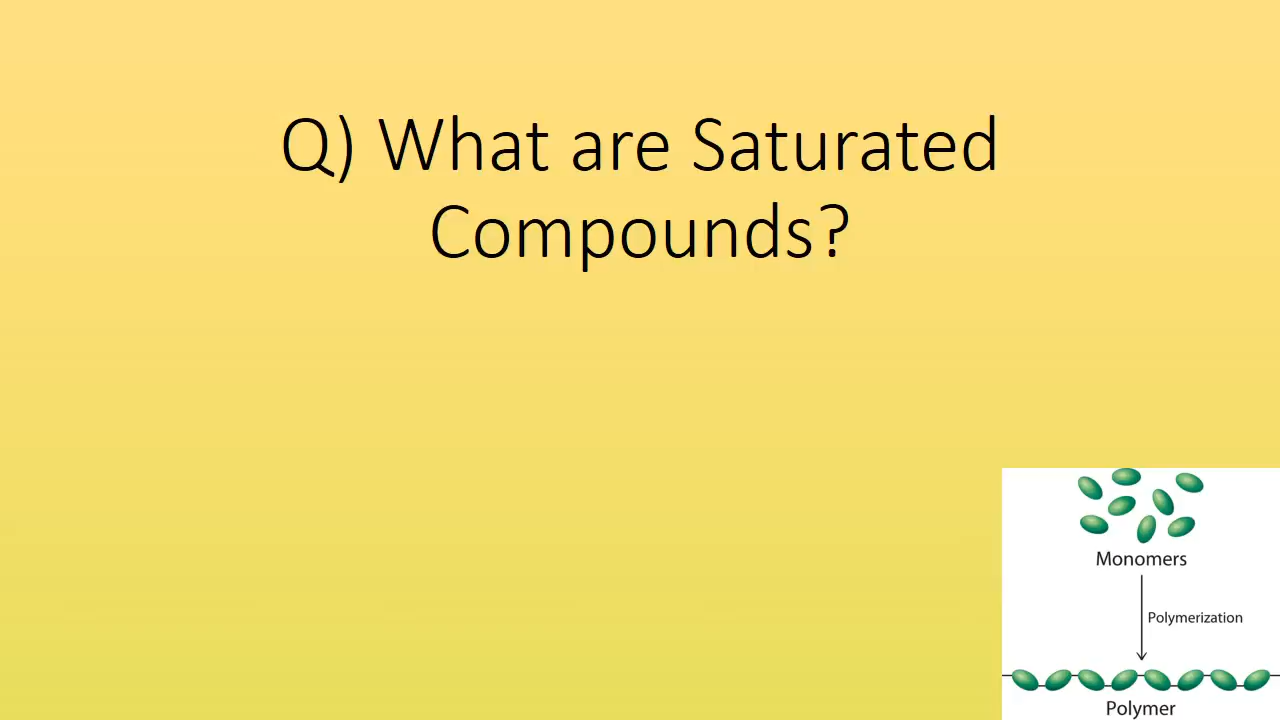 Q) What are Saturated
Compounds?
Monomers
Polymerization
Polymer